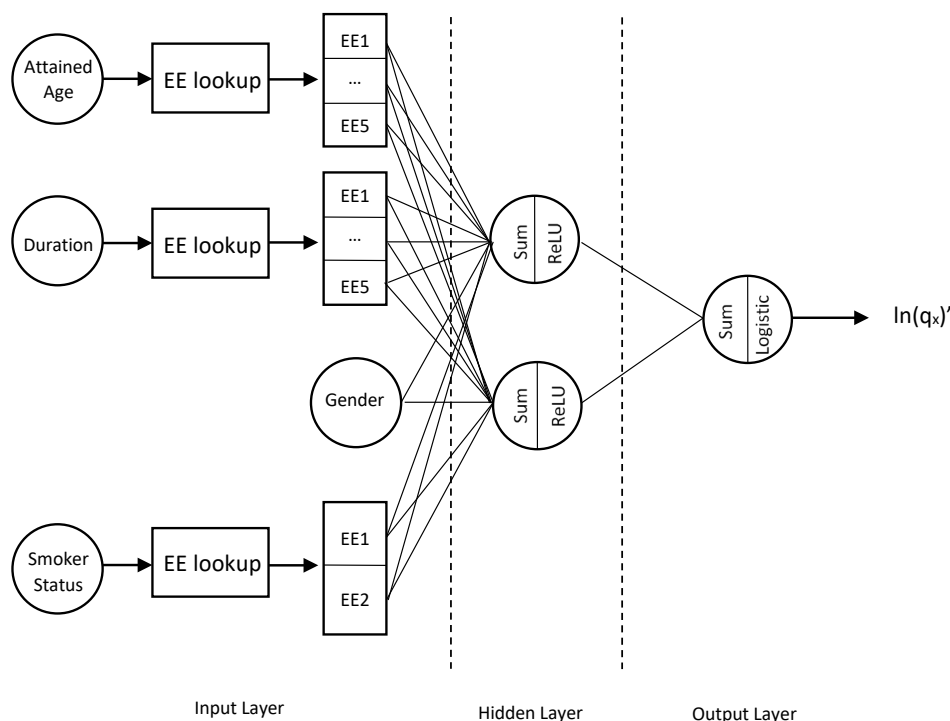 Attained
Age
EE lookup
EE1
...
EE5
Duration
EE lookup
EE1
...
EE5
Gender
Smoker
Status
EE lookup
EE1
EE2
Sum
ReLU
Sum
ReLU
Sum
Logistic
ln(qx)’
Input Layer
Hidden Layer
Output Layer